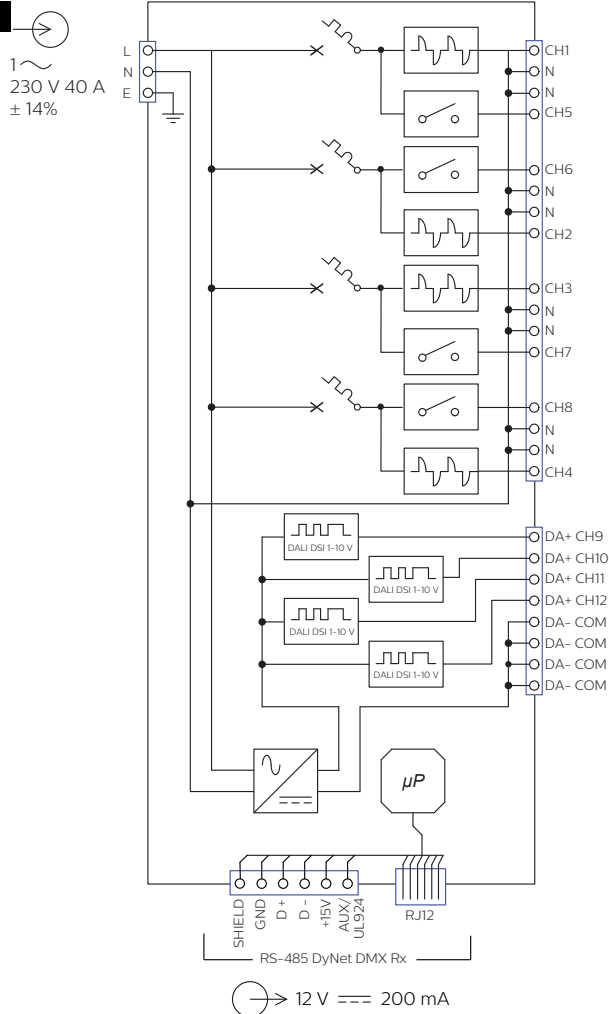 L
N
E
1
230 V 40 A
± 14%
CH1
N
N
CH5
CH6
N
N
CH2
CH3
N
N
CH7
CH8
N
N
CH4
DALI DSI 1-10 V
DALI DSI 1-10 V
DALI DSI 1-10 V
DALI DSI 1-10 V
DA+ CH9
DA+ CH10
DA+ CH11
DA+ CH12
DA- COM
DA- COM
DA- COM
DA- COM
µP
SHIELD
GND
D +
D -
+15V
AUX/
UL924
RJ12
RS-485 DyNet DMX Rx
12 V 200 mA